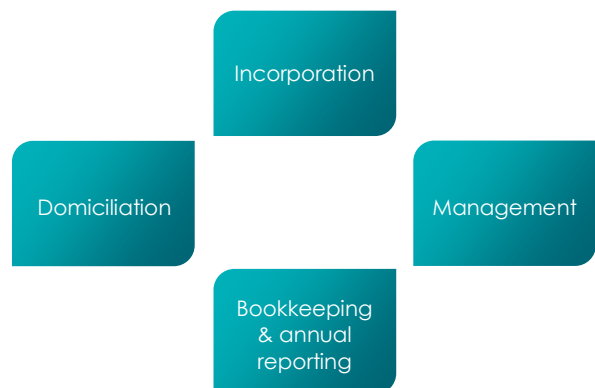 Incorporation
Domiciliation
Management
Bookkeeping
& annual
reporting